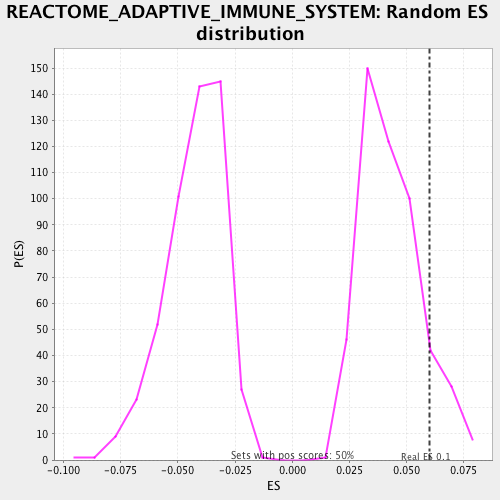 REACTOME_ADAPTIVE_IMMUNE_SYSTEM: Random ES
distribution
150
140
130
120
110
100
90
80
70
60
50
40
30
20
10
0
P(ES)
Sets with pos scores: 50%
Real ES 0.1
-0.100 -0.075 -0.050 -0.025 0.000 0.025 0.050 0.075
ES